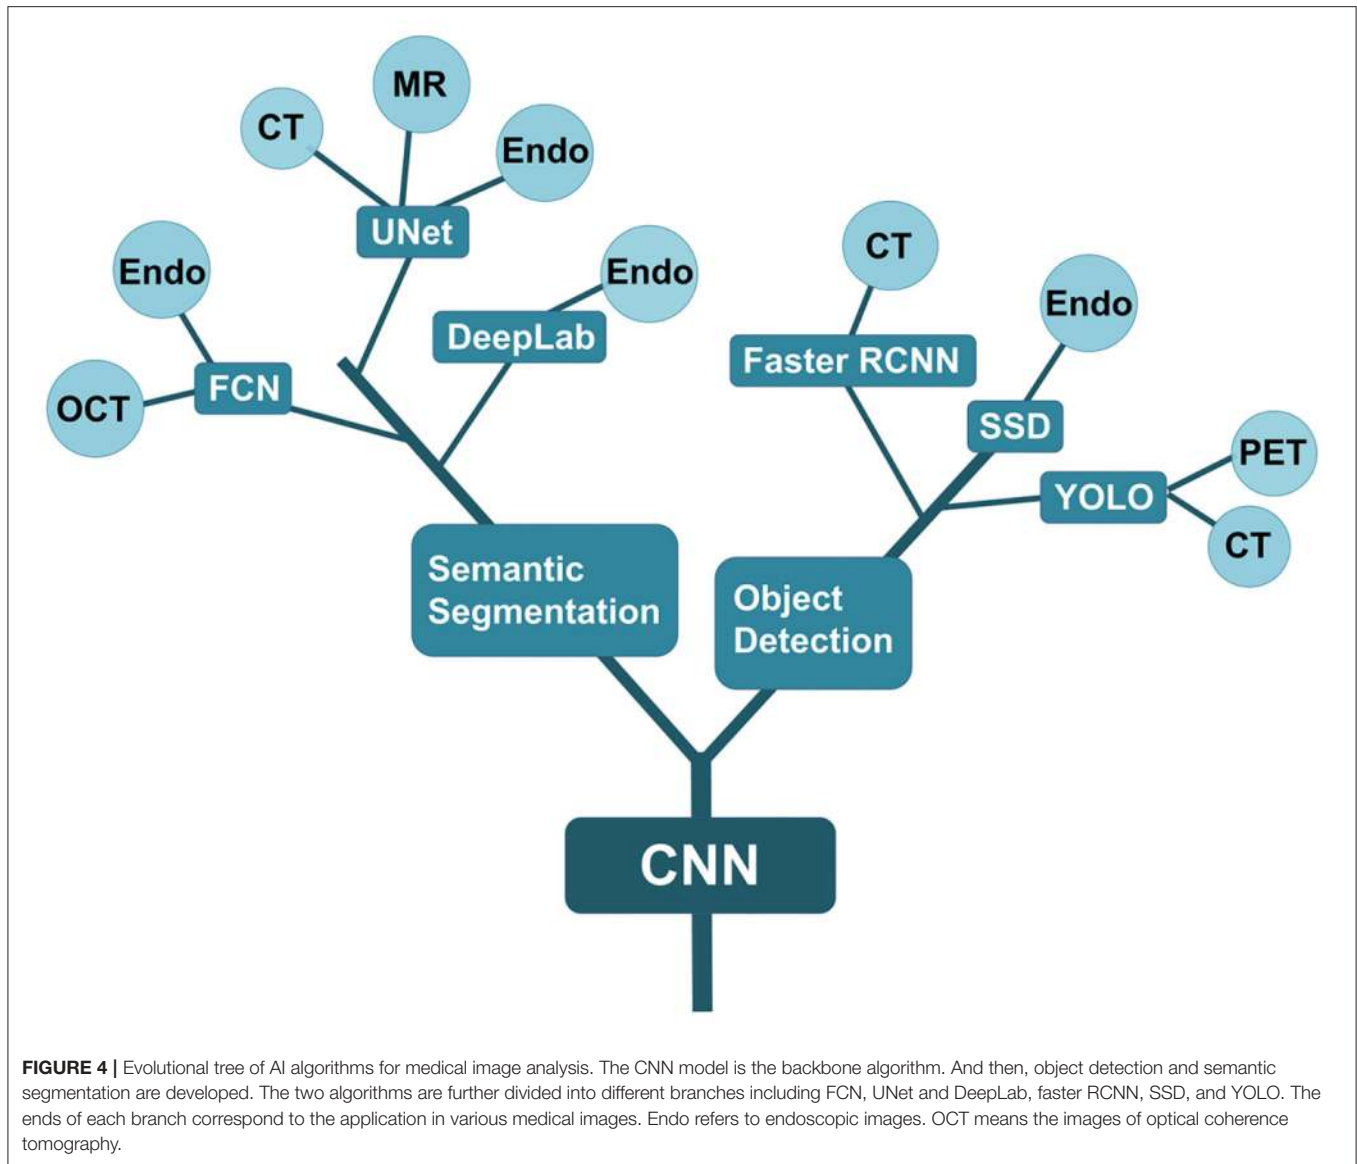 MR
CT
Endo
UNet
Endo
CT
Endo
Endo
DeepLab
Endo
Faster RCNN
FCN
OCT
SSD
PET
YOLO
CT
Semantic
Segmentation
Object
Detection
CNN
FIGURE 4 | Evolutional tree of AI algorithms for medical image analysis. The CNN model is the backbone algorithm. And then, object detection and semantic
segmentation are developed. The two algorithms are further divided into different branches including FCN, UNet and DeepLab, faster RCNN, SSD, and YOLO. The
ends of each branch correspond to the application in various medical images. Endo refers to endoscopic images. OCT means the images of optical coherence
tomography.